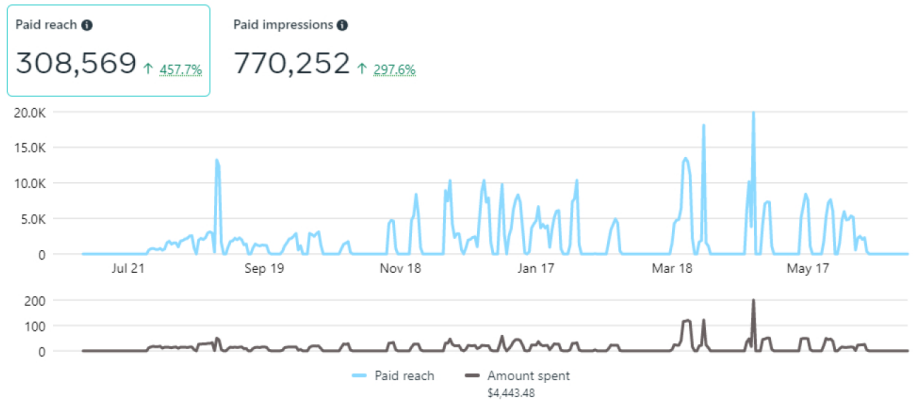 Paid reach Paid impressions
308,569 ↑ 457.7% 770,252 ↑ 297.6%
20.0K
15.0K
10.0K
5.0K
0
Jul 21 Sep 19 Nov 18 Jan 17 Mar 18 May 17
200
100
0
Paid reach Amount spent
$4,443.48